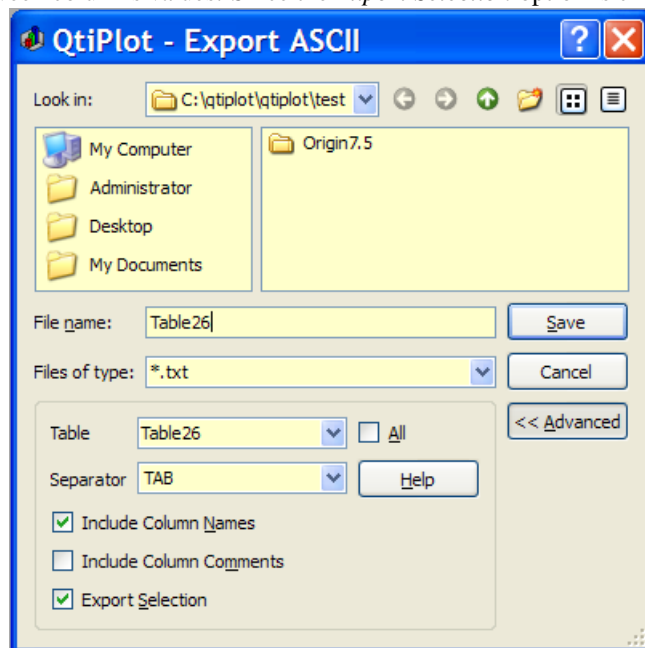 QtiPlot - Export ASCII
Look in: C:\qtiplot\qtiplot\test
My Computer
Administrator
Desktop
My Documents
Origin7.5
File name: Table26 Save
Files of type: *.txt Cancel
<< Advanced
Table Table26 All
Separator TAB Help
Include Column Names
Include Column Comments
Export Selection